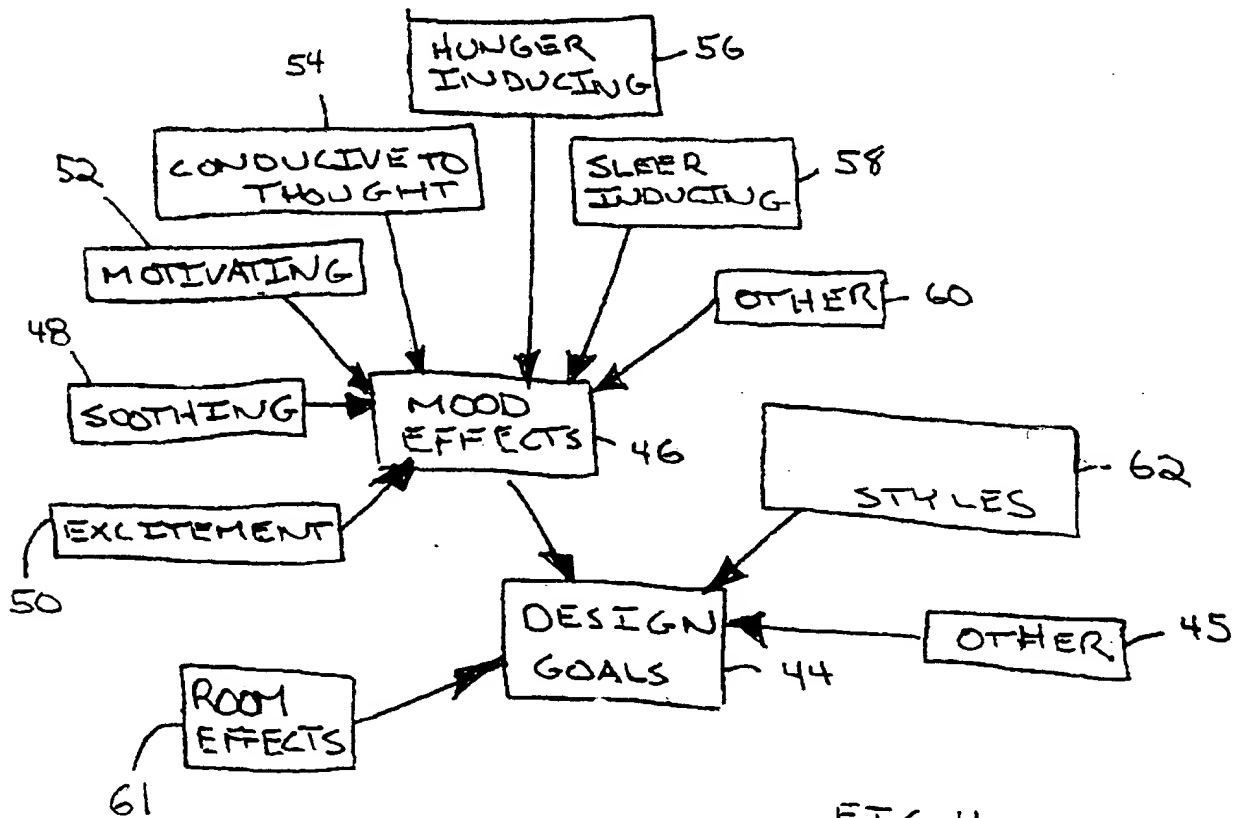 HUNGER
INDUCING
56
54
CONDUCIVE TO
THOUGHT
SLEEP
INDUCING
58
52
MOTIVATING
OTHER
60
48
SOOTHING
MOOD
EFFECTS
46
STYLES
62
EXCITEMENT
50
DESIGN
GOALS
44
OTHER
45
ROOM
EFFECTS
61